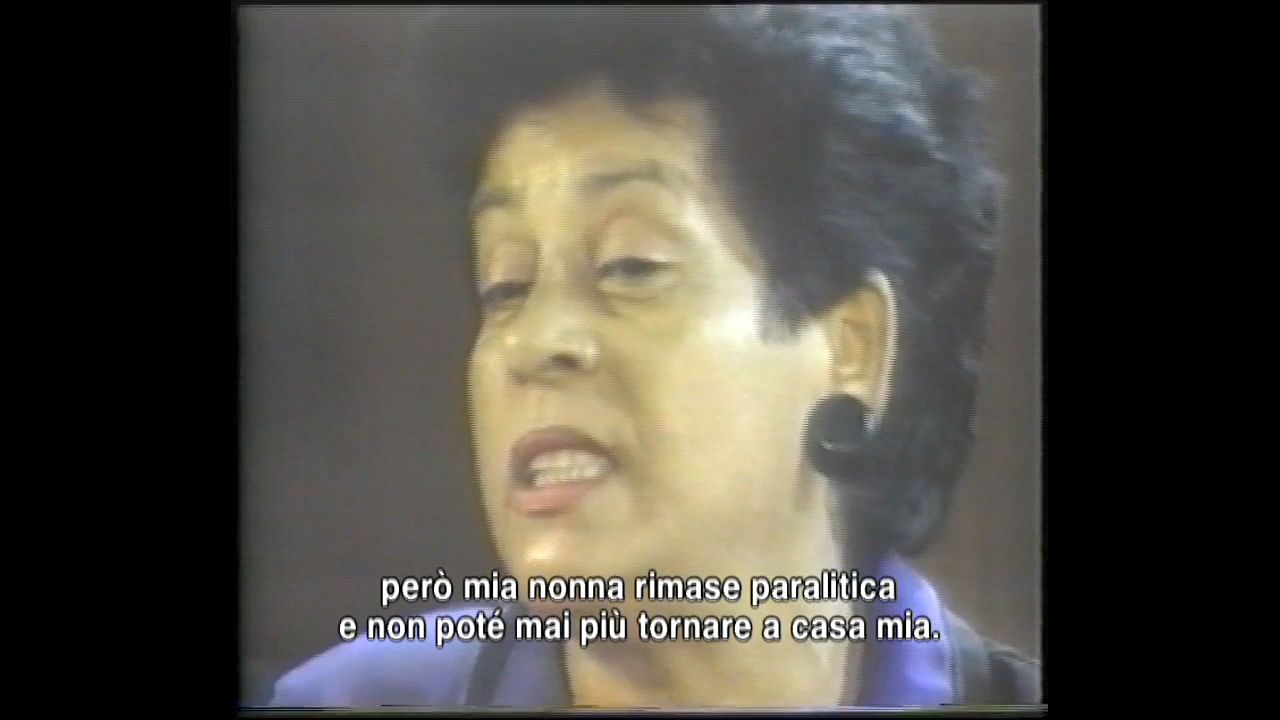 però mia nonna rimase paralitica
e non poté mai più tornare a casa mia.